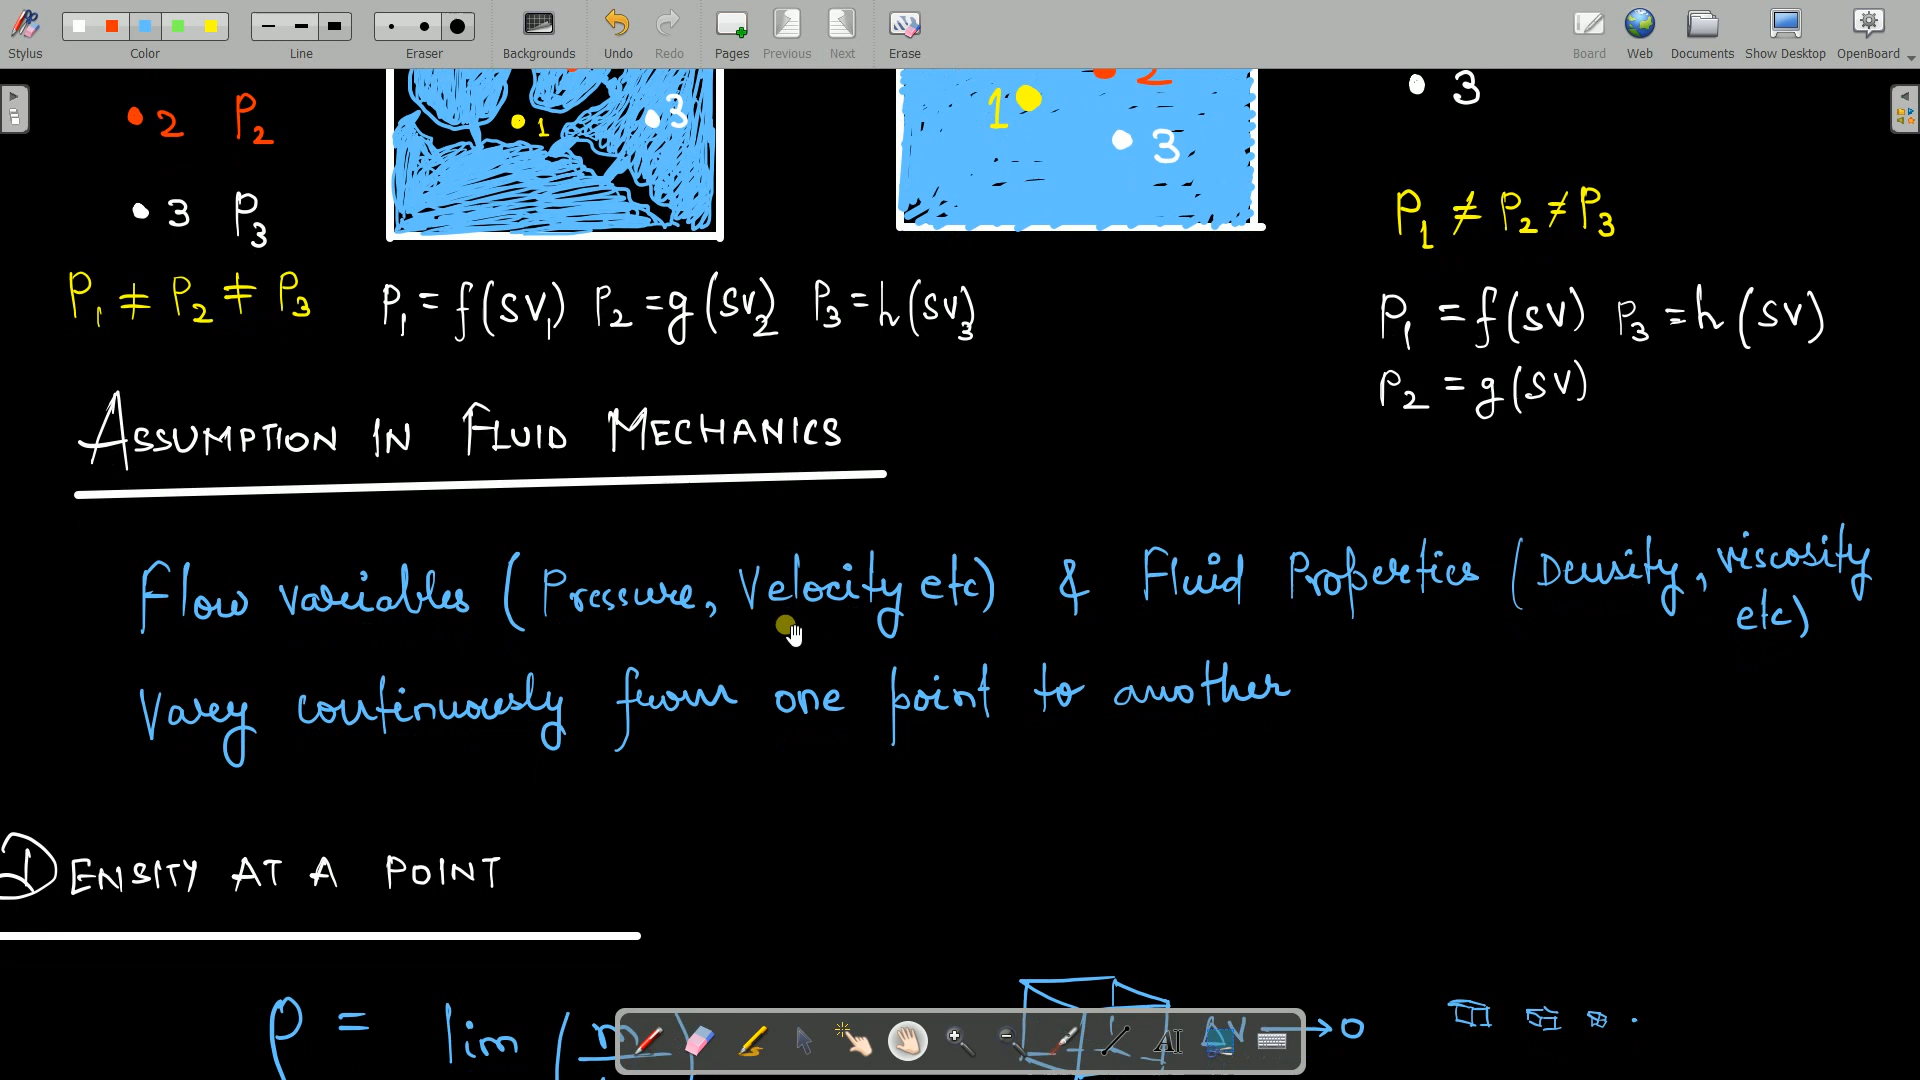 Stylus Color Line Eraser Backgrounds Undo Redo Pages Previous Next Erase Board Web Documents Show Desktop OpenBoard
2 P2
1 3
1 2 3
3
3 P3
P1 ≠ P2 ≠ P3
P1 ≠ P2 ≠ P3
P1 = f(SV1) P2 = g(SV2) P3 = h(SV3)
P1 = f(SV) P3 = h(SV)
P2 = g(SV)
ASSUMPTION IN FLUID MECHANICS
Flow variables (Pressure, Velocity etc) & Fluid Properties (Density, viscosity etc)
Vary continuously from one point to another
DENSITY AT A POINT
ρ = lim (m
→ 0